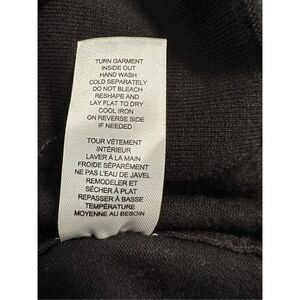 TURN GARMENT
INSIDE OUT
HAND WASH
COLD SEPARATELY
DO NOT BLEACH
RESHAPE AND
LAY FLAT TO DRY
COOL IRON
ON REVERSE SIDE
IF NEEDED
TOUR VÊTEMENT
INTÉRIEUR
LAVER À LA MAIN
FROIDE SÉPARÉMENT
NE PAS L'EAU DE JAVEL
REMODELER ET
SÉCHER À PLAT
REPASSER À BASSE
TEMPÉRATURE
MOYENNE AU BESOIN